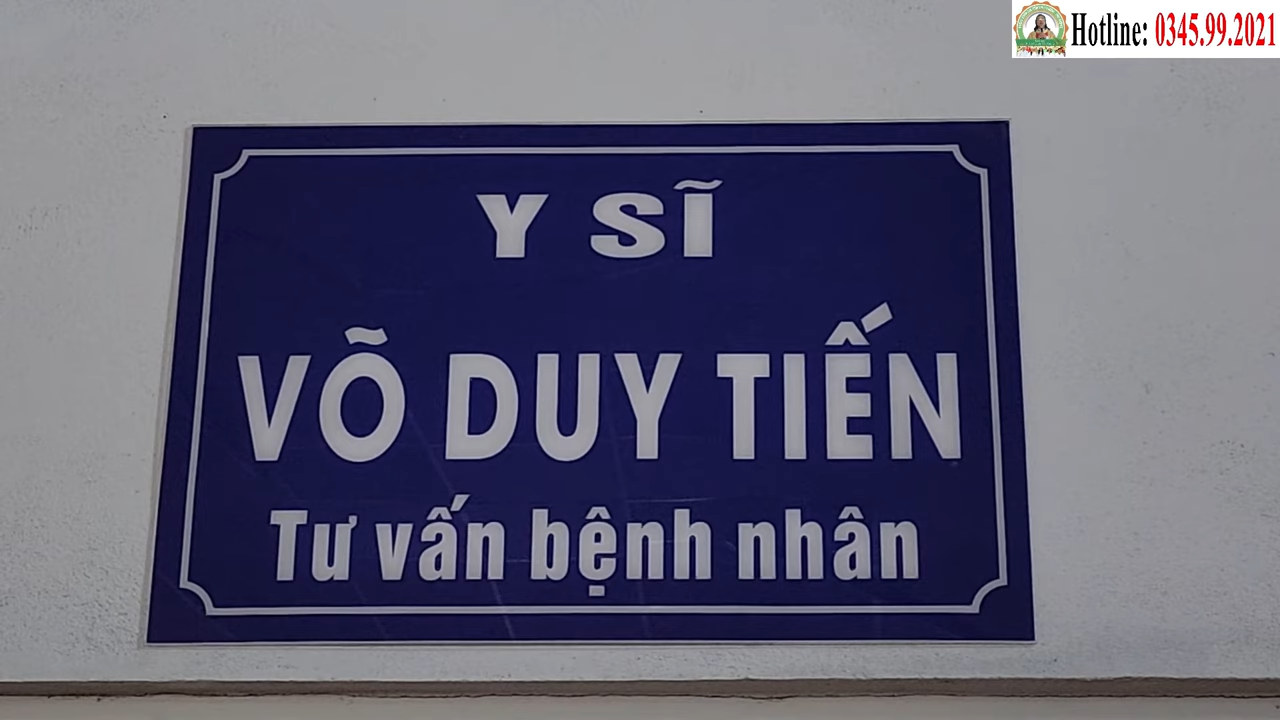 Hotline: 0345.99.2021
Y SĨ
VÕ DUY TIẾN
Tư vấn bệnh nhân